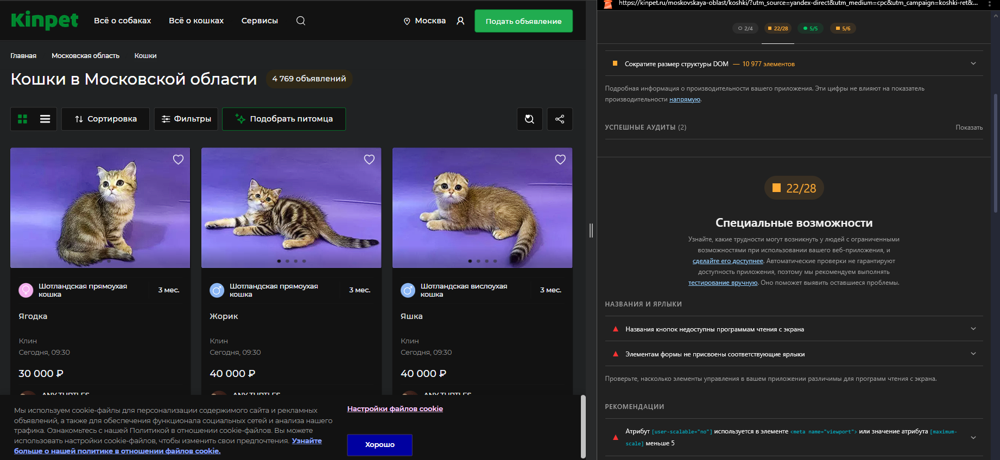 Kinpet
Всё о собаках
Всё о кошках
Сервисы
Москва
Подать объявление
Главная
Московская область
Кошки
Кошки в Московской области
4 769 объявлений
Сортировка
Фильтры
Подобрать питомца
Шотландская прямоухая
кошка
3 мес.
Ягодка
Клин
Сегодня, 09:30
30 000 ₽
Шотландская прямоухая
кошка
3 мес.
Жорик
Клин
Сегодня, 09:30
40 000 ₽
Шотландская вислоухая
кошка
3 мес.
Яшка
Клин
Сегодня, 09:30
40 000 ₽
Мы используем cookie-файлы для персонализации содержимого сайта и рекламных
объявлений, а также для обеспечения функционала социальных сетей и анализа нашего
трафика. Ознакомьтесь с нашей Политикой в отношении cookie-файлов. Вы можете
использовать настройки cookie-файлов, чтобы изменить свои предпочтения. Узнайте
больше о нашей политике в отношении файлов cookie.
Настройки файлов cookie
Хорошо
https://kinpet.ru/moskovskaya-oblast/koshki/?utm_source=yandex-direct&utm_medium=cpc&utm_campaign=koshki-ret&...
2/4
22/28
5/5
5/6
Сократите размер структуры DOM — 10 977 элементов
Подробная информация о производительности вашего приложения. Эти цифры не влияют на показатель
производительности напрямую.
УСПЕШНЫЕ АУДИТЫ (2)
Показать
22/28
Специальные возможности
Узнайте, какие трудности могут возникнуть у людей с ограниченными
возможностями при использовании вашего веб-приложения, и
сделайте его доступнее. Автоматические проверки не гарантируют
доступность приложения, поэтому мы рекомендуем выполнять
тестирование вручную. Оно поможет выявить оставшиеся проблемы.
НАЗВАНИЯ И ЯРЛЫКИ
Названия кнопок недоступны программам чтения с экрана
Элементам формы не присвоены соответствующие ярлыки
Проверьте, насколько элементы управления в вашем приложении различимы для программ чтения с экрана.
РЕКОМЕНДАЦИИ
Атрибут [user-scalable="no"] используется в элементе <meta name="viewport"> или значение атрибута [maximum-
scale] меньше 5